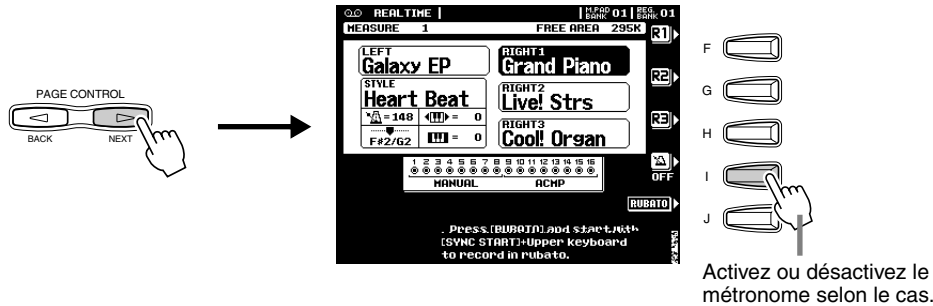 PAGE CONTROL
BACK NEXT
REALTIME M.PAD BANK 01 REG. BANK 01
MEASURE 1 FREE AREA 295K
R1
LEFT
Galaxy EP
RIGHT1
Grand Piano
R2
STYLE
Heart Beat
RIGHT2
Live! Strs
=148 = 0
R3
F#2/G2 = 0
RIGHT3
Cool! Organ
1 2 3 4 5 6 7 8 9 10 11 12 13 14 15 16
MANUAL ACMP
OFF
RUBATO
. Press [RUBATO] and start with
[SYNC START]+Upper keyboard
to record in rubato.
F
G
H
I
J
Activez ou désactivez le
métronome selon le cas.